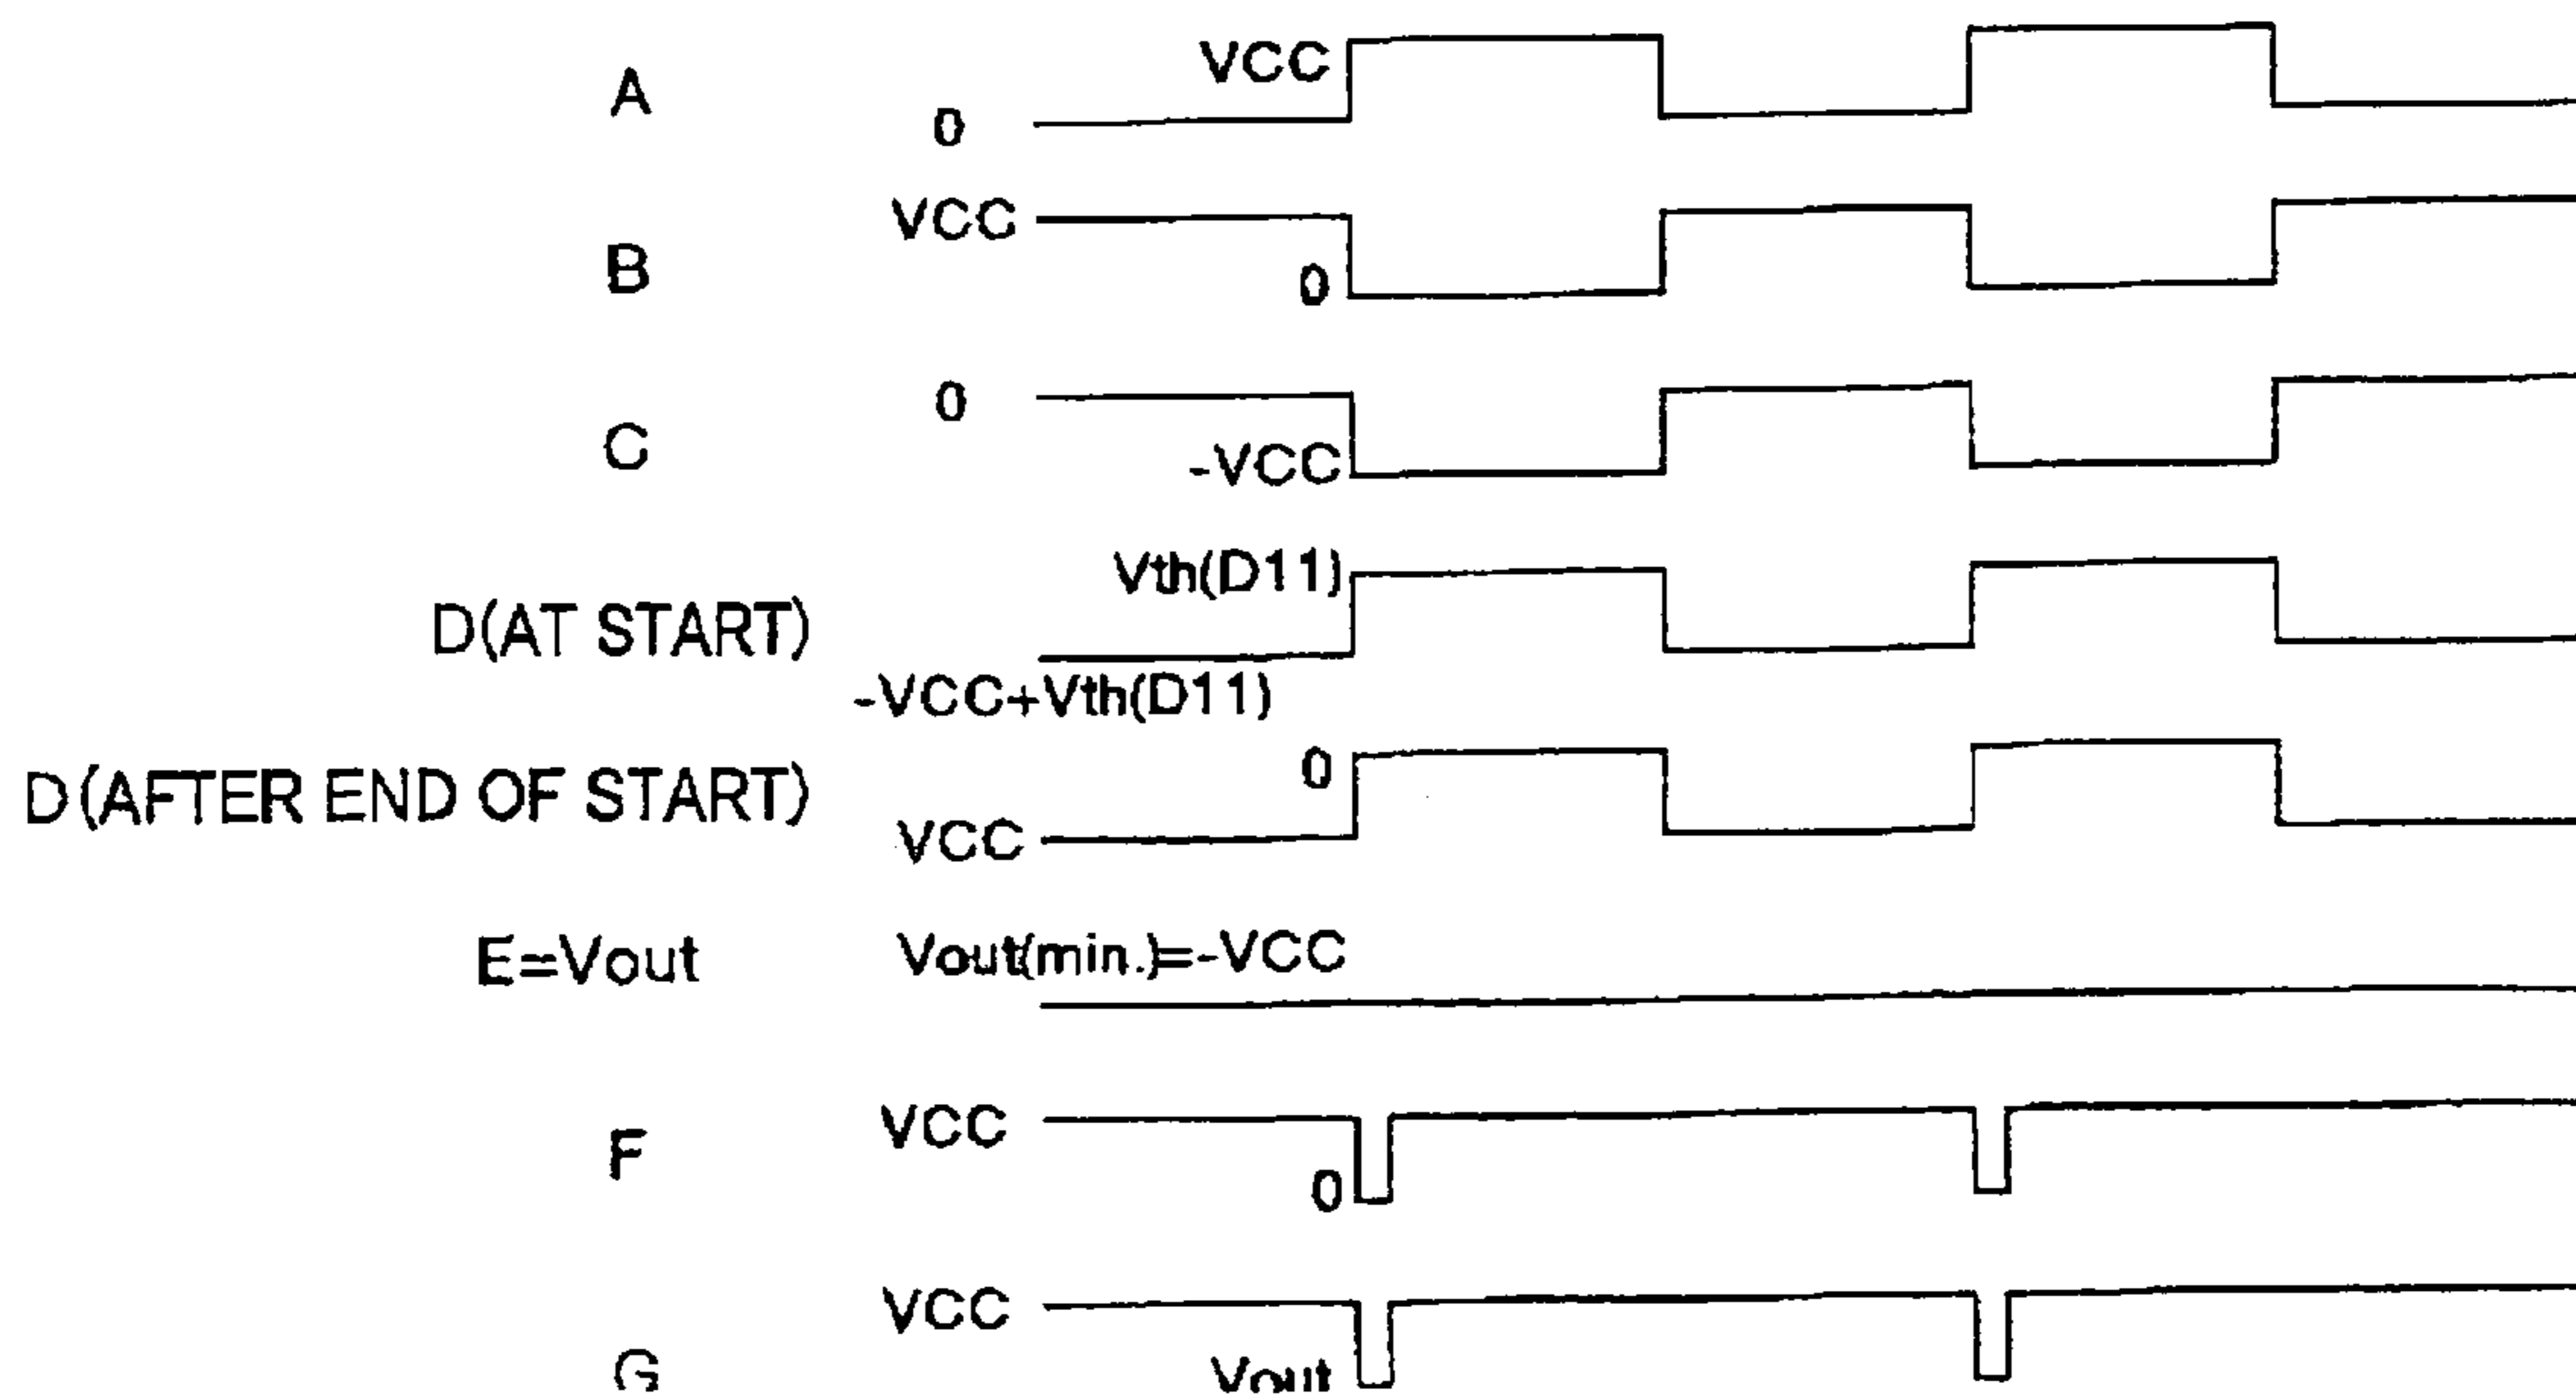 VCC
A
0
VCC
B
0
0
C
-VCC
Vth(D11)
D(AT START)
-VCC+Vth(D11)
0
D(AFTER END OF START)
VCC
E=Vout
Vout(min.)=-VCC
VCC
F
0
VCC
G
Vout